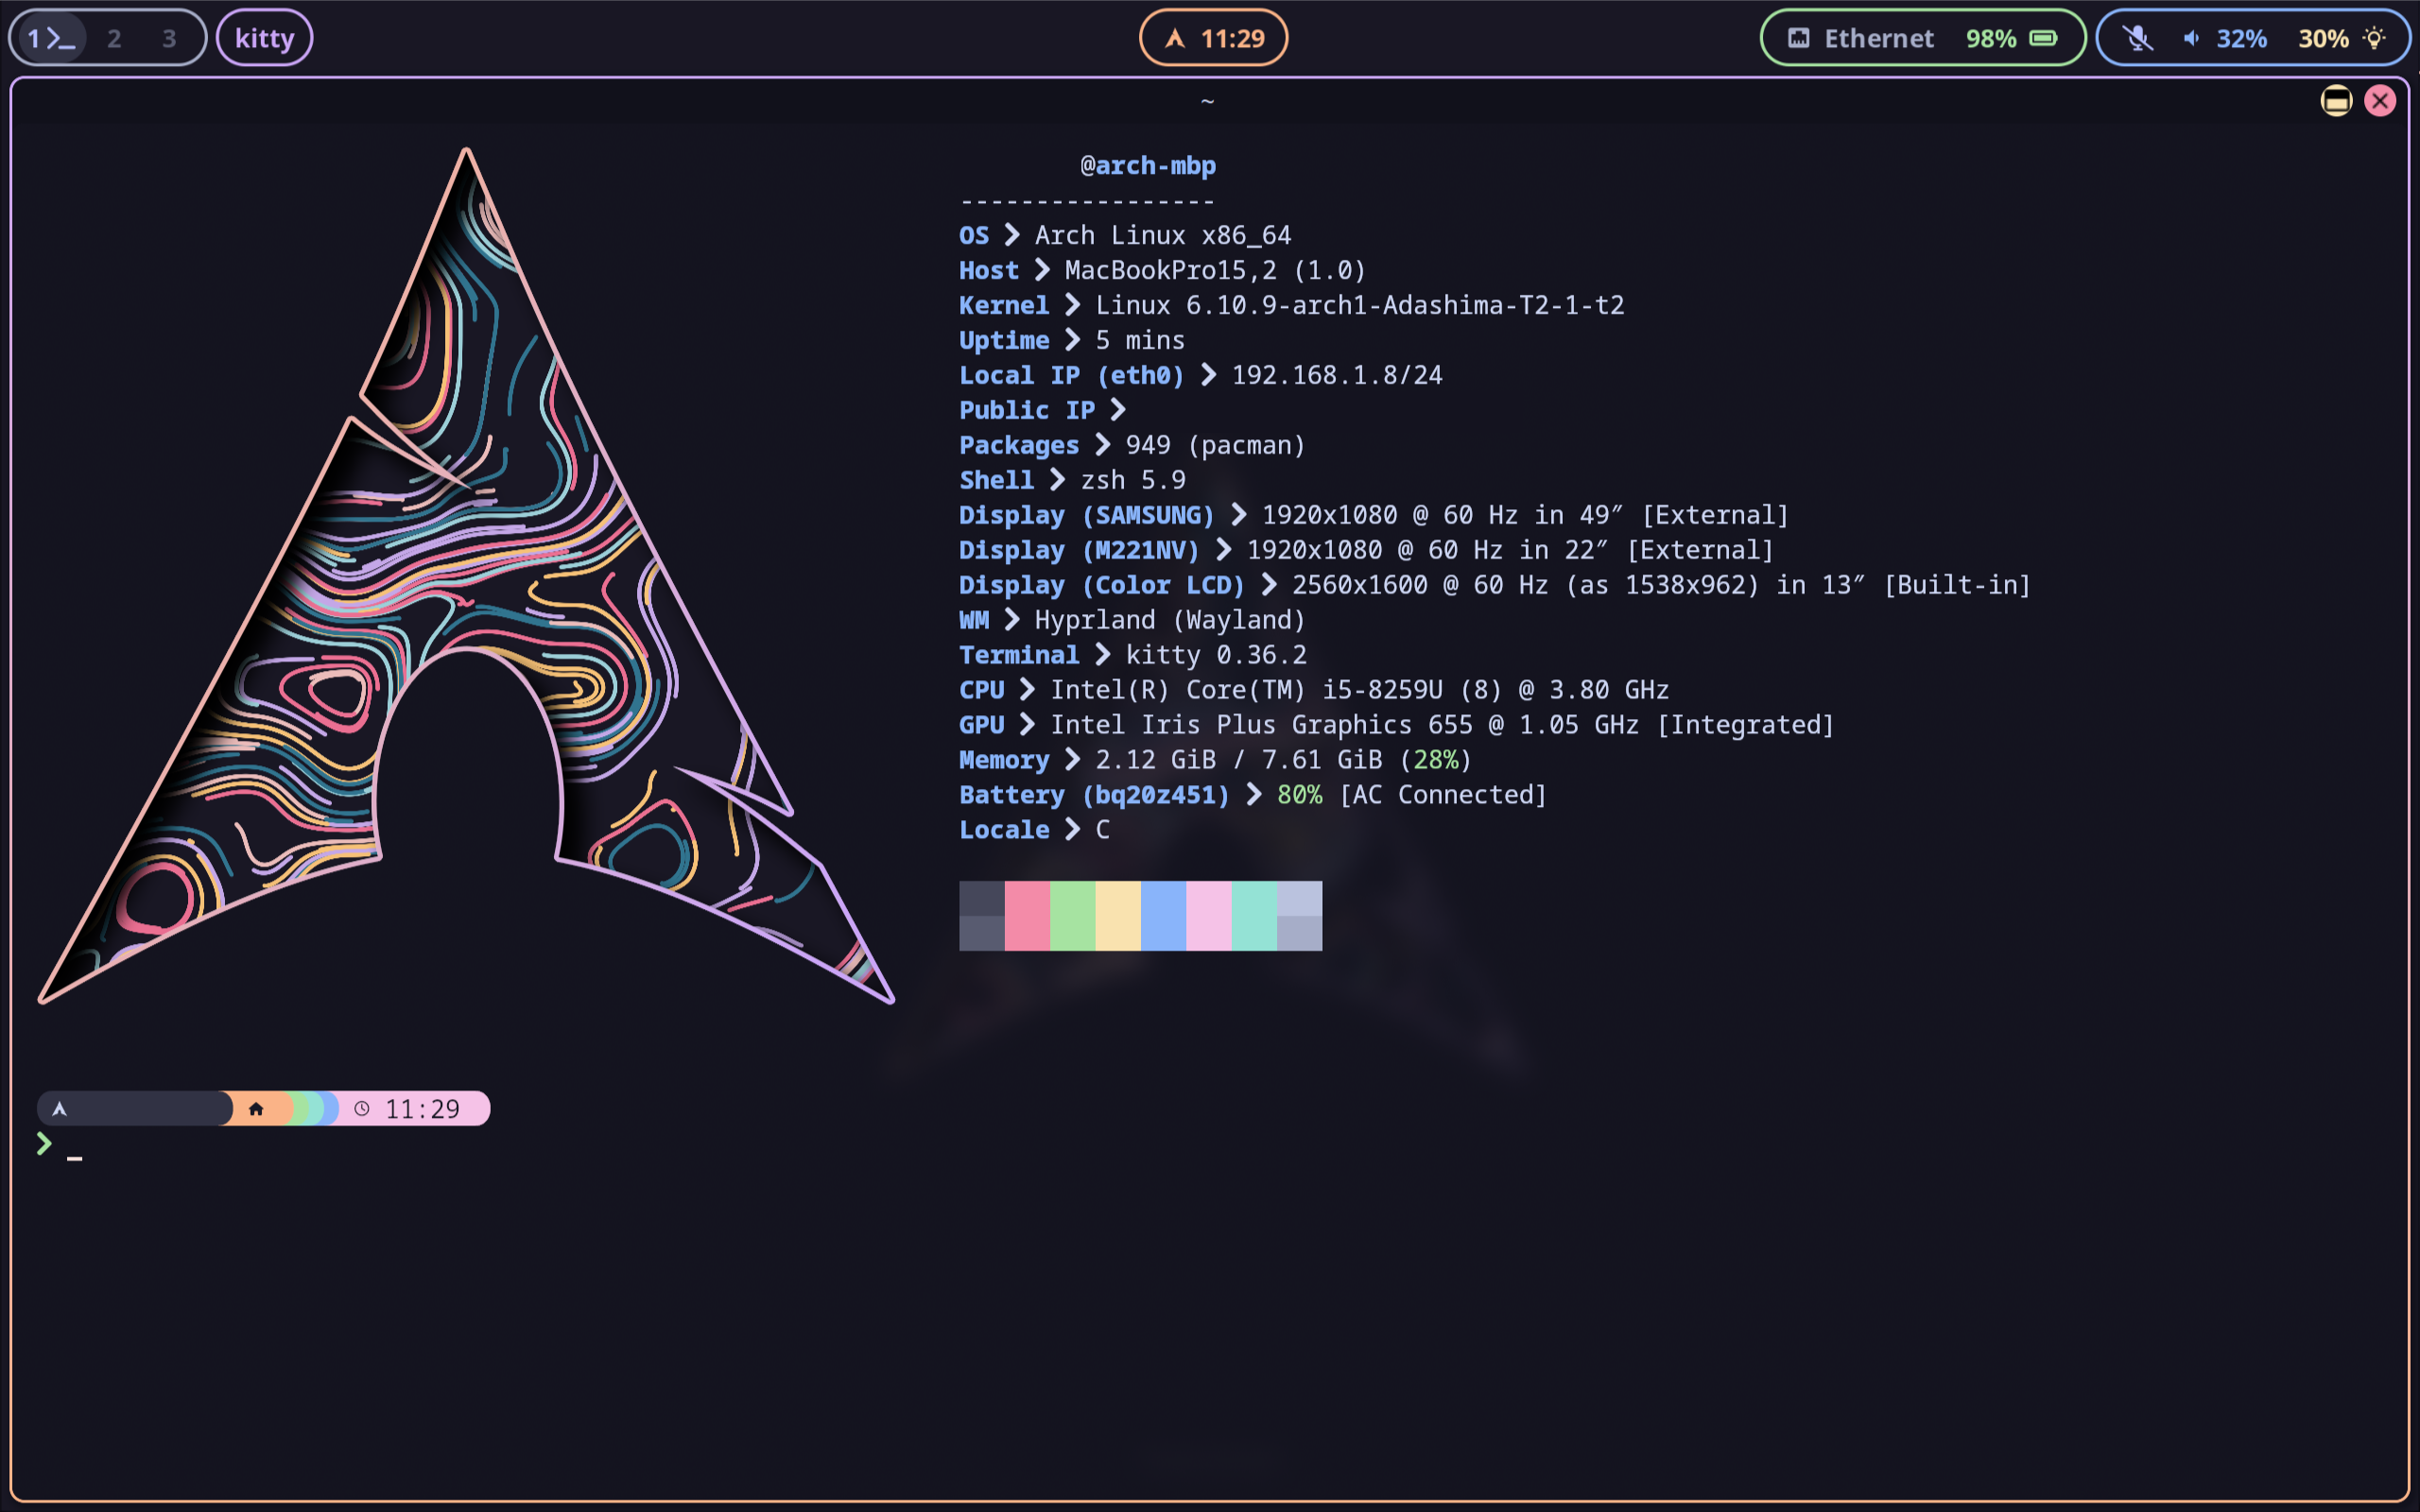 1 2 3 kitty 11:29 Ethernet 98% 32% 30%
~
@arch-mbp
-----------------
OS ❯ Arch Linux x86_64
Host ❯ MacBookPro15,2 (1.0)
Kernel ❯ Linux 6.10.9-arch1-Adashima-T2-1-t2
Uptime ❯ 5 mins
Local IP (eth0) ❯ 192.168.1.8/24
Public IP ❯
Packages ❯ 949 (pacman)
Shell ❯ zsh 5.9
Display (SAMSUNG) ❯ 1920x1080 @ 60 Hz in 49″ [External]
Display (M221NV) ❯ 1920x1080 @ 60 Hz in 22″ [External]
Display (Color LCD) ❯ 2560x1600 @ 60 Hz (as 1538x962) in 13″ [Built-in]
WM ❯ Hyprland (Wayland)
Terminal ❯ kitty 0.36.2
CPU ❯ Intel(R) Core(TM) i5-8259U (8) @ 3.80 GHz
GPU ❯ Intel Iris Plus Graphics 655 @ 1.05 GHz [Integrated]
Memory ❯ 2.12 GiB / 7.61 GiB (28%)
Battery (bq20z451) ❯ 80% [AC Connected]
Locale ❯ C
11:29
❯ _